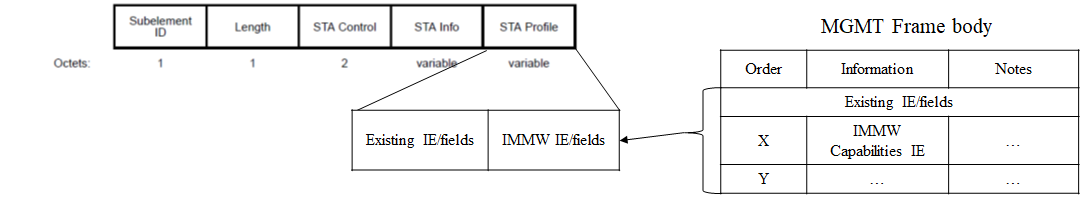 Subelement
ID
Length
STA Control
STA Info
STA Profile
Octets:
1
1
2
variable
variable
Existing IE/fields
IMMW IE/fields
MGMT Frame body
Order
Information
Notes
Existing IE/fields
X
IMMW
Capabilities IE
...
Y
...
...